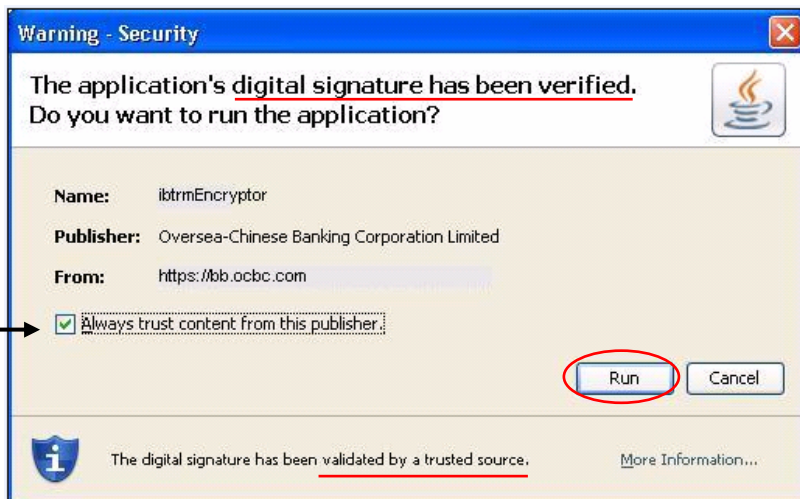 Warning - Security
The application's digital signature has been verified.
Do you want to run the application?
Name: ibtrmEncryptor
Publisher: Oversea-Chinese Banking Corporation Limited
From: https://bb.ocbc.com
Always trust content from this publisher.
Run Cancel
The digital signature has been validated by a trusted source. More Information...